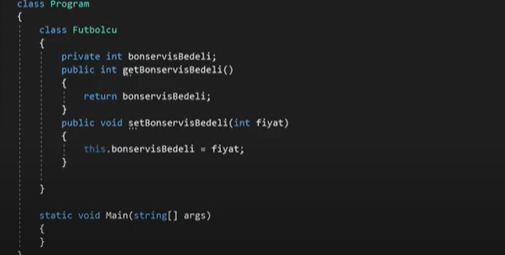 class Program
{
class Futbolcu
{
private int bonservisBedeli;
public int getBonservisBedeli()
{
return bonservisBedeli;
}
public void setBonservisBedeli(int fiyat)
{
this.bonservisBedeli = fiyat;
}
}
static void Main(string[] args)
{
}
}